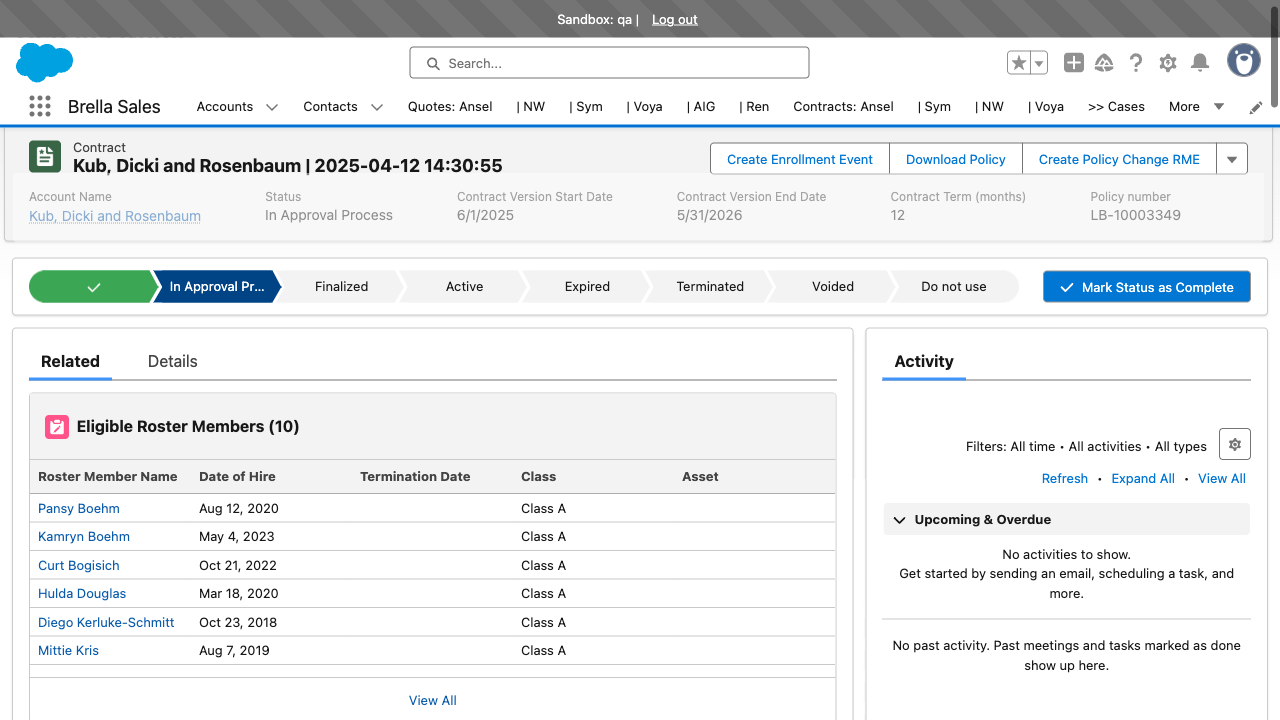 Sandbox: qa | Log out
Search...
Brella Sales
Accounts
Contacts
Quotes: Ansel
| NW
| Sym
| Voya
| AIG
| Ren
Contracts: Ansel
| Sym
| NW
| Voya
>> Cases
More
Contract
Kub, Dicki and Rosenbaum | 2025-04-12 14:30:55
Create Enrollment Event
Download Policy
Create Policy Change RME
Account Name
Kub, Dicki and Rosenbaum
Status
In Approval Process
Contract Version Start Date
6/1/2025
Contract Version End Date
5/31/2026
Contract Term (months)
12
Policy number
LB-10003349
In Approval Pr...
Finalized
Active
Expired
Terminated
Voided
Do not use
Mark Status as Complete
Related
Details
Eligible Roster Members (10)
Roster Member Name Date of Hire Termination Date Class Asset
Pansy Boehm Aug 12, 2020 Class A
Kamryn Boehm May 4, 2023 Class A
Curt Bogisich Oct 21, 2022 Class A
Hulda Douglas Mar 18, 2020 Class A
Diego Kerluke-Schmitt Oct 23, 2018 Class A
Mittie Kris Aug 7, 2019 Class A
View All
Activity
Filters: All time • All activities • All types
Refresh • Expand All • View All
Upcoming & Overdue
No activities to show.
Get started by sending an email, scheduling a task, and
more.
No past activity. Past meetings and tasks marked as done
show up here.